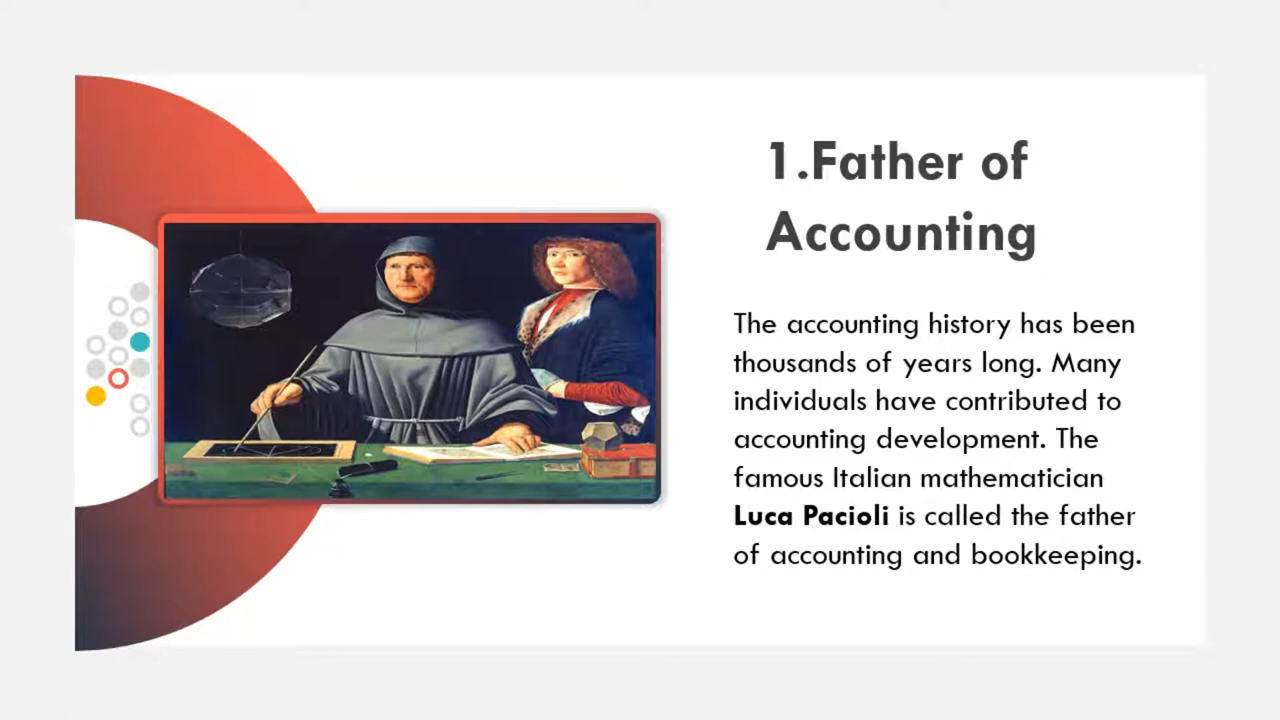 1.Father of
Accounting
The accounting history has been
thousands of years long. Many
individuals have contributed to
accounting development. The
famous Italian mathematician
Luca Pacioli is called the father
of accounting and bookkeeping.